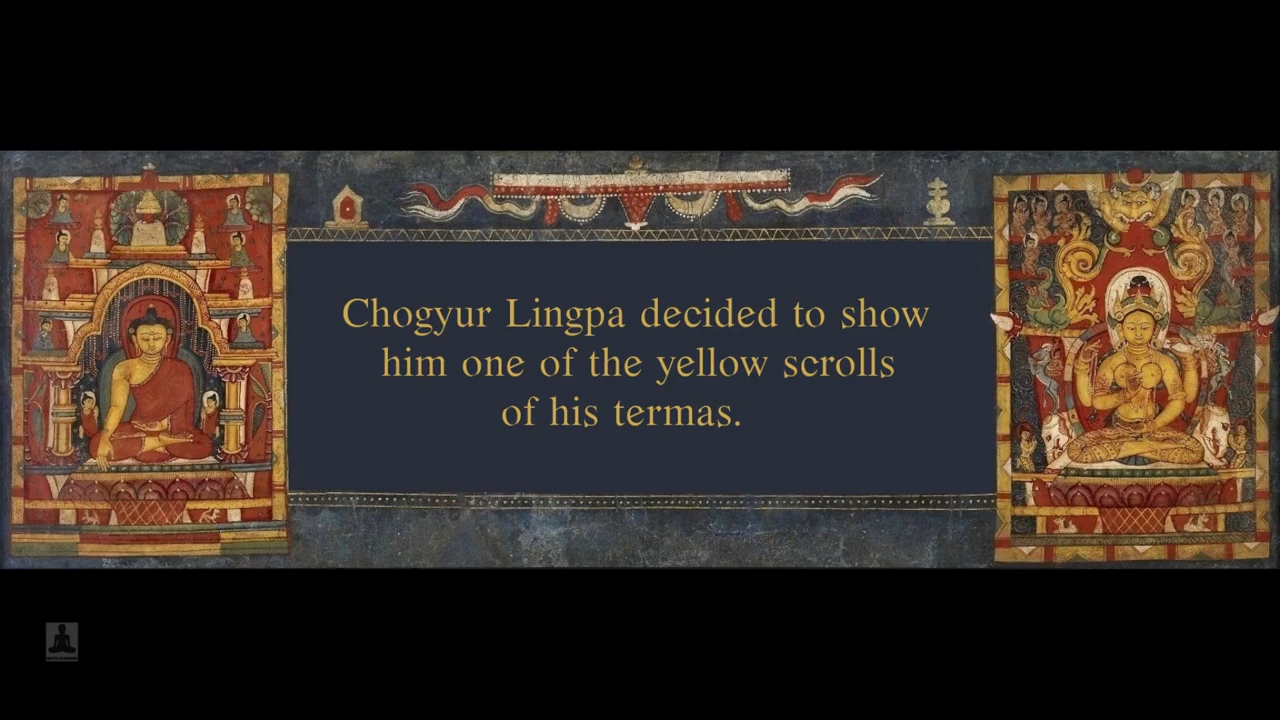 Chogyur Lingpa decided to show
him one of the yellow scrolls
of his termas.